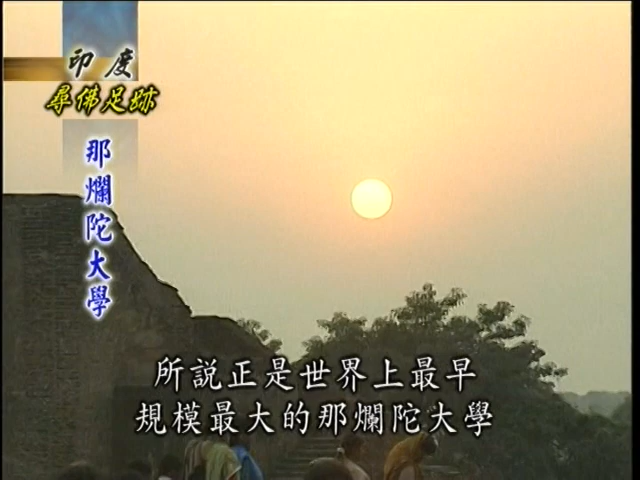 印度
尋佛足跡
那爛陀大學
所說正是世界上最早
規模最大的那爛陀大學